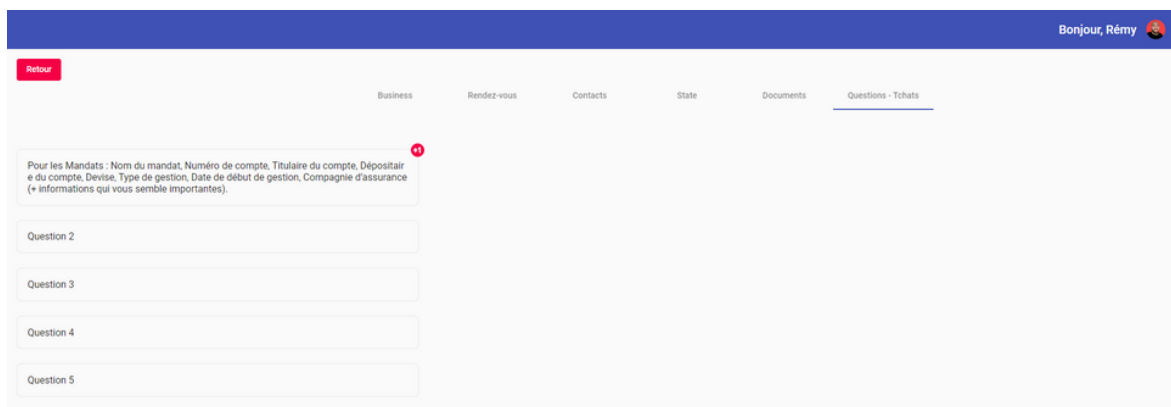 Bonjour, Rémy
Retour
Business Rendez-vous Contacts State Documents Questions - Tchats
+1
Pour les Mandats : Nom du mandat, Numéro de compte, Titulaire du compte, Dépositair
e du compte, Devise, Type de gestion, Date de début de gestion, Compagnie d'assurance
(+ informations qui vous semble importantes).
Question 2
Question 3
Question 4
Question 5